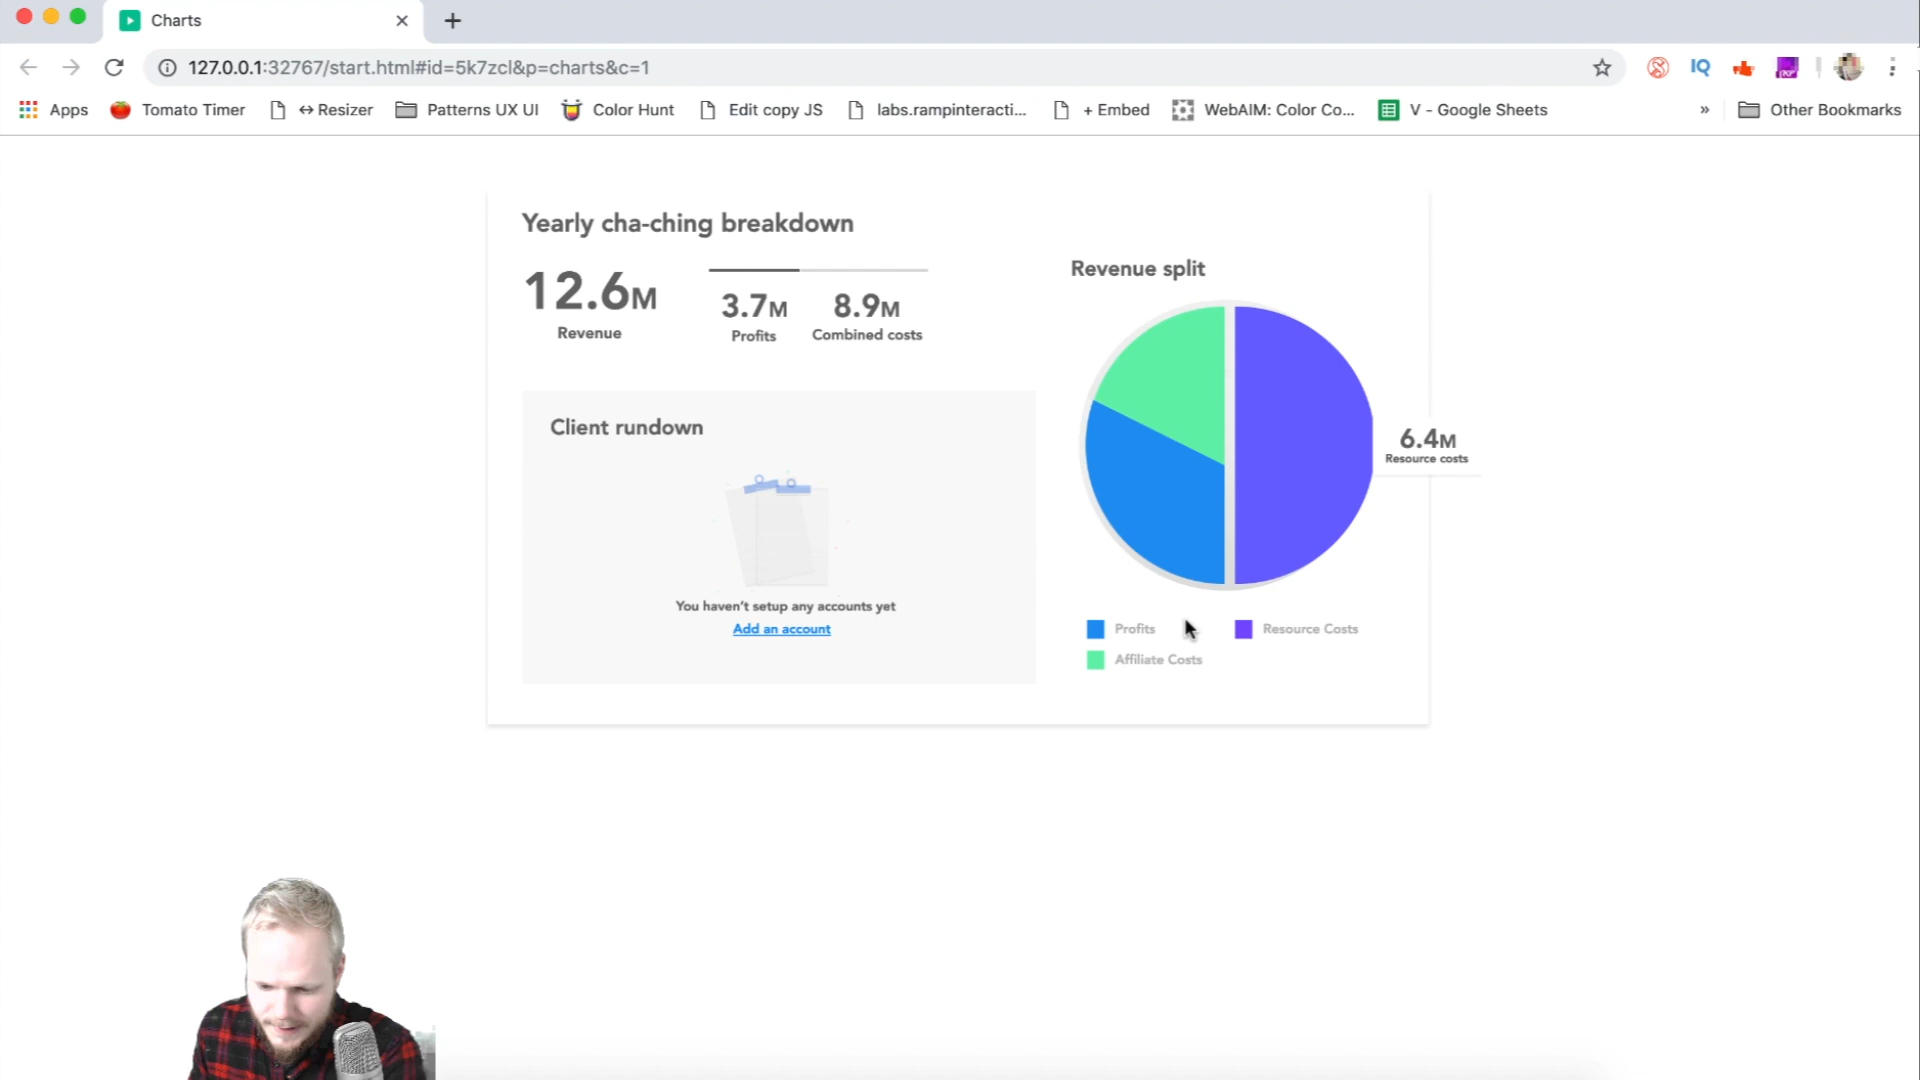 Charts
127.0.0.1:32767/start.html#id=5k7zcl&p=charts&c=1
IQ
Apps
Tomato Timer
↔ Resizer
Patterns UX UI
Color Hunt
Edit copy JS
labs.rampinteracti...
+ Embed
WebAIM: Color Co...
V - Google Sheets
»
Other Bookmarks
Yearly cha-ching breakdown
12.6M
Revenue
3.7M
Profits
8.9M
Combined costs
Revenue split
Client rundown
6.4M
Resource costs
You haven't setup any accounts yet
Add an account
Profits
Resource Costs
Affiliate Costs